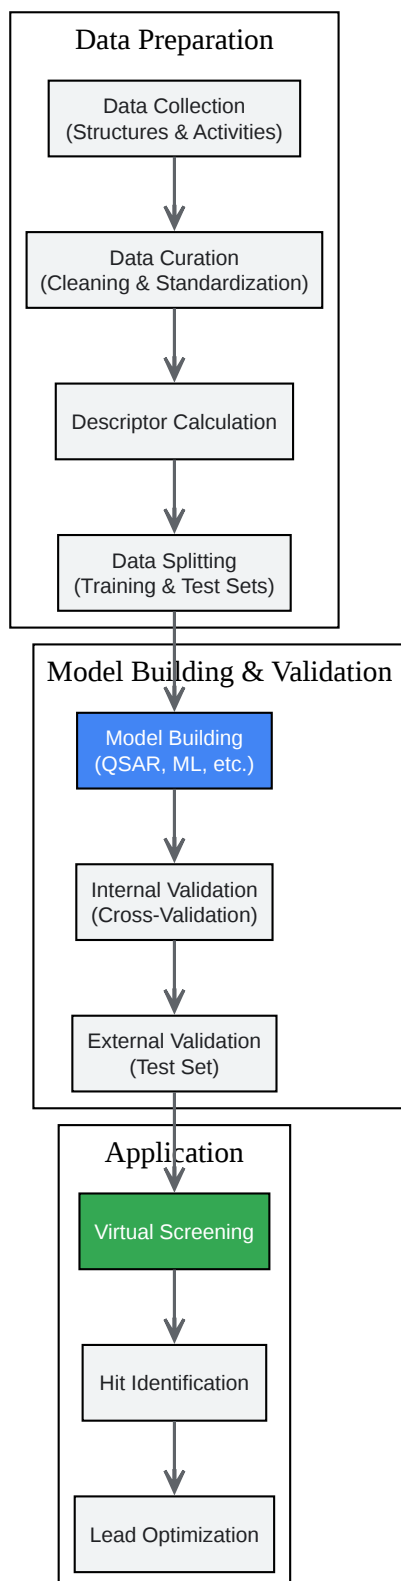 Data Preparation
Data Collection
(Structures & Activities)
Data Curation
(Cleaning & Standardization)
Descriptor Calculation
Data Splitting
(Training & Test Sets)
Model Building & Validation
Model Building
(QSAR, ML, etc.)
Internal Validation
(Cross-Validation)
External Validation
(Test Set)
Application
Virtual Screening
Hit Identification
Lead Optimization